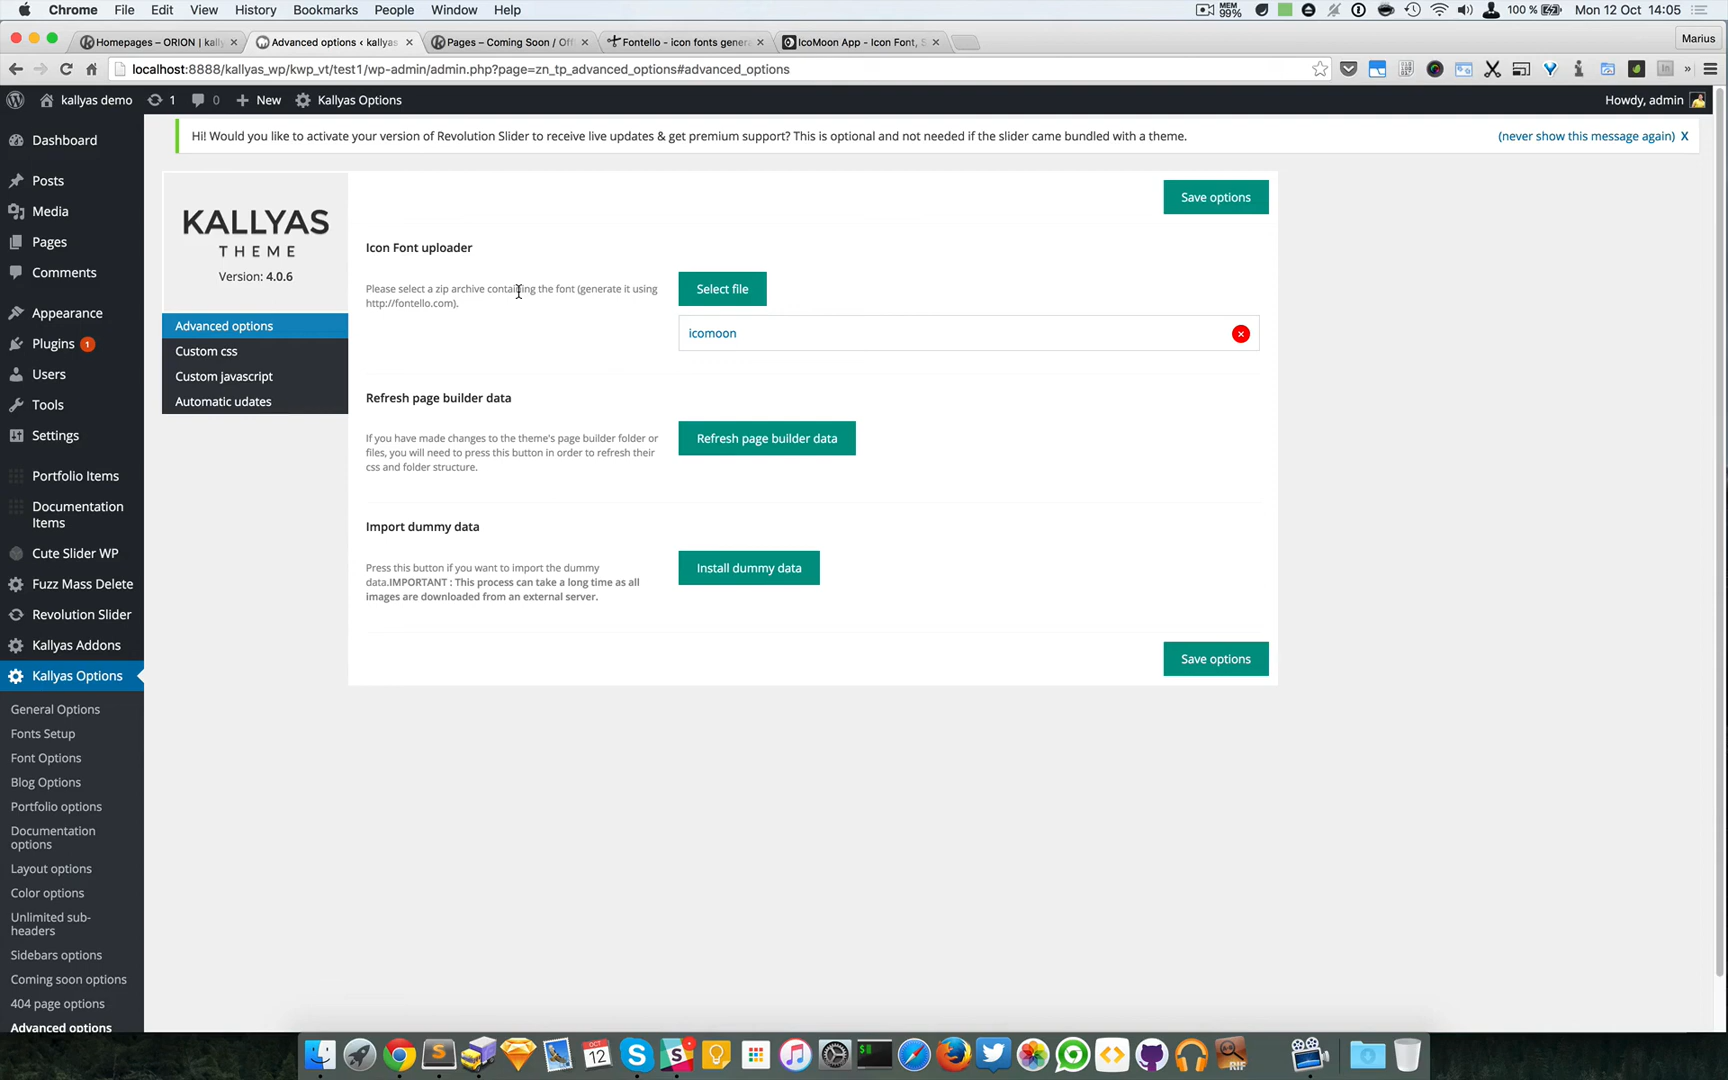 Chrome File Edit View History Bookmarks People Window Help MEM 99% 100 % Mon 12 Oct 14:05
Homepages – ORION | kally Advanced options ‹ kallyas Pages – Coming Soon / Off Fontello - icon fonts gener IcoMoon App - Icon Font, S Marius
localhost:8888/kallyas_wp/kwp_vt/test1/wp-admin/admin.php?page=zn_tp_advanced_options#advanced_options
kallyas demo 1 0 New Kallyas Options Howdy, admin
Hi! Would you like to activate your version of Revolution Slider to receive live updates & get premium support? This is optional and not needed if the slider came bundled with a theme. (never show this message again) X
Dashboard
Posts
Media
Pages
Comments
Appearance
Plugins 1
Users
Tools
Settings
Portfolio Items
Documentation
Items
Cute Slider WP
Fuzz Mass Delete
Revolution Slider
Kallyas Addons
Kallyas Options
General Options
Fonts Setup
Font Options
Blog Options
Portfolio options
Documentation
options
Layout options
Color options
Unlimited sub-
headers
Sidebars options
Coming soon options
404 page options
Advanced options
KALLYAS
THEME
Version: 4.0.6
Advanced options
Custom css
Custom javascript
Automatic udates
Save options
Icon Font uploader
Please select a zip archive containing the font (generate it using
http://fontello.com).
Select file
icomoon
Refresh page builder data
If you have made changes to the theme's page builder folder or
files, you will need to press this button in order to refresh their
css and folder structure.
Refresh page builder data
Import dummy data
Press this button if you want to import the dummy
data.IMPORTANT : This process can take a long time as all
images are downloaded from an external server.
Install dummy data
Save options
OCT
12
RIF